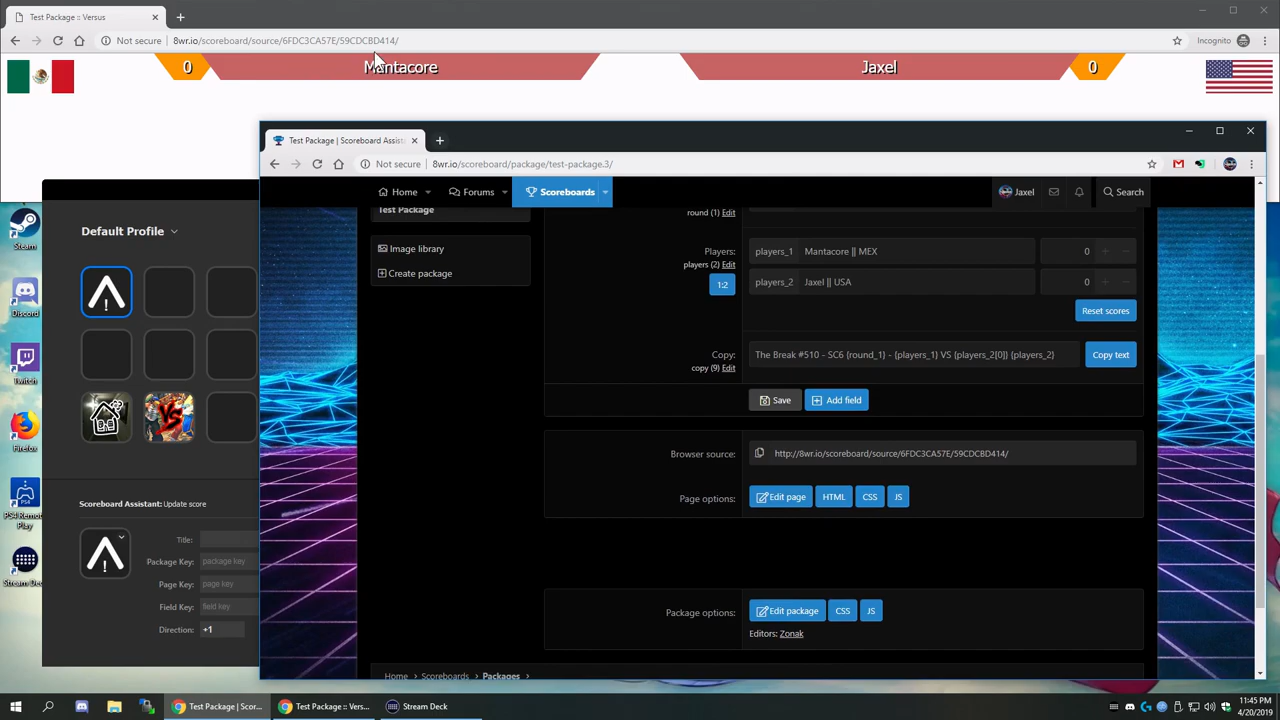 Test Package :: Versus
Not secure 8wr.io/scoreboard/source/6FDC3CA57E/59CDCBD414/
Incognito
0 Mantacore Jaxel 0
Test Package | Scoreboard Assist
Not secure 8wr.io/scoreboard/package/test-package.3/
Home Forums Scoreboards Jaxel Search
Test Package
round (1) Edit
Image library
Create package
Players:
players (2) Edit
1:2
players_1 Mantacore || MEX 0 + −
players_2 Jaxel || USA 0 + −
Reset scores
Copy:
copy (9) Edit
The Break #510 - SC6 {round_1} - {players_1} VS {players_2[0]} {players_2}
Copy text
Save Add field
Browser source: http://8wr.io/scoreboard/source/6FDC3CA57E/59CDCBD414/
Page options: Edit page HTML CSS JS
Package options: Edit package CSS JS
Editors: Zonak
Home Scoreboards Packages
Default Profile
VS
Scoreboard Assistant: Update score
Title:
Package Key: package key
Page Key: page key
Field Key: field key
Direction: +1
Steam
Discord
Twitch
Firefox
PS4 Remote
Play
Stream Dec
Test Package | Scor...
Test Package :: Vers...
Stream Deck
11:45 PM
4/20/2019